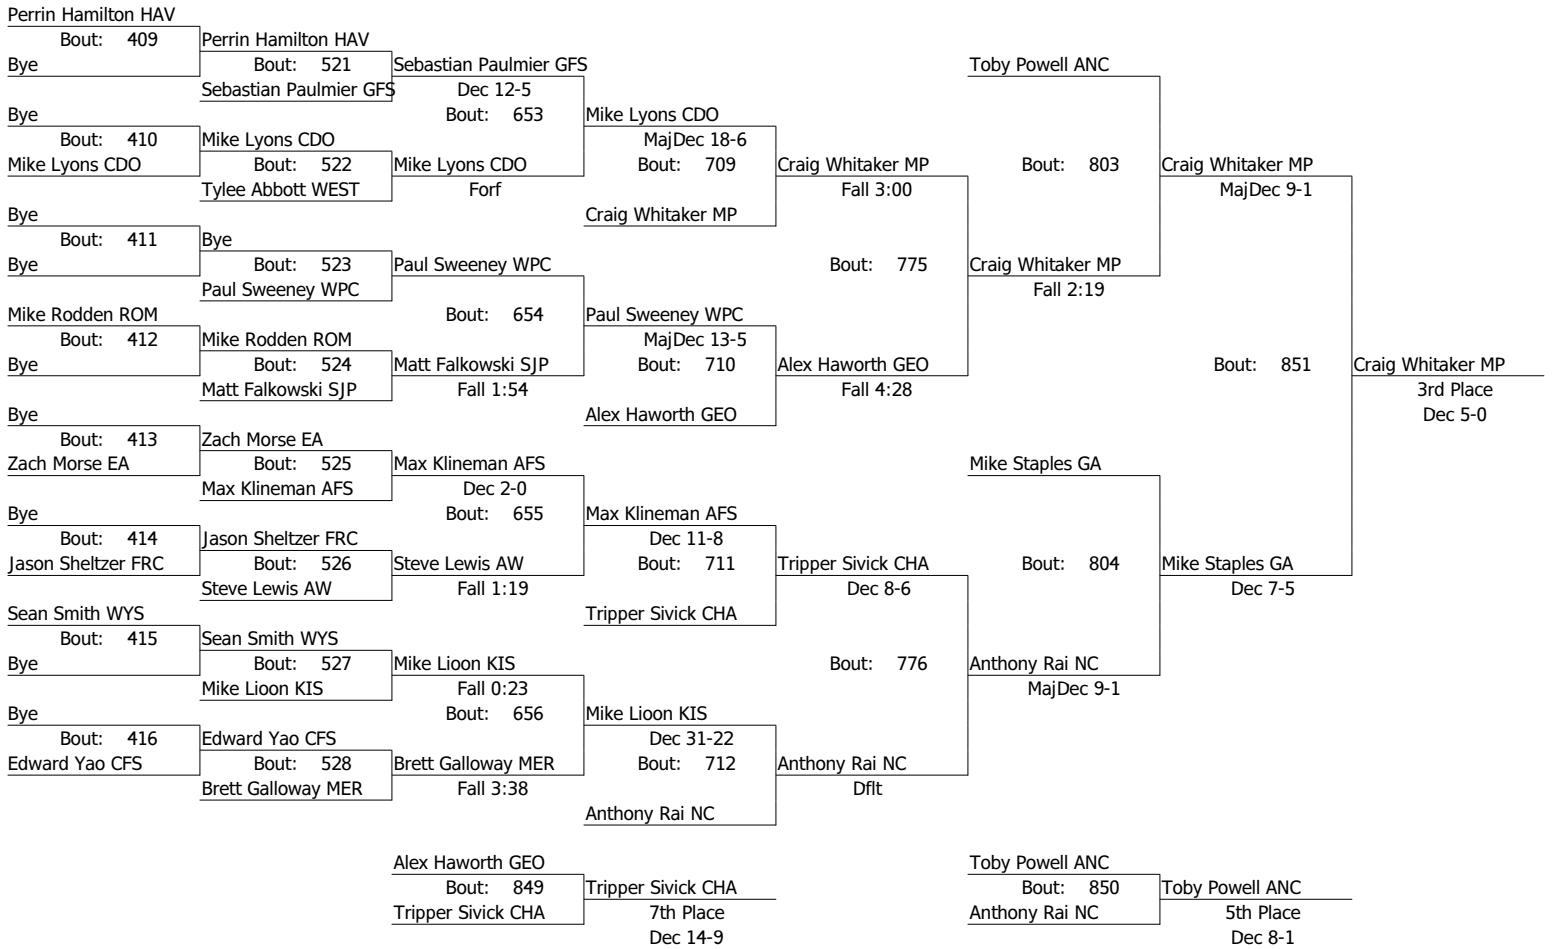 Perrin Hamilton HAV
Bout: 409 Perrin Hamilton HAV
Bye Bout: 521 Sebastian Paulmier GFS Toby Powell ANC
Sebastian Paulmier GFS Dec 12-5
Bye Bout: 653 Mike Lyons CDO
Bout: 410 Mike Lyons CDO MajDec 18-6
Mike Lyons CDO Bout: 522 Mike Lyons CDO Bout: 709 Craig Whitaker MP Bout: 803 Craig Whitaker MP
Tylee Abbott WEST Forf Fall 3:00 MajDec 9-1
Bye Craig Whitaker MP
Bout: 411 Bye
Bye Bout: 523 Paul Sweeney WPC Bout: 775 Craig Whitaker MP
Paul Sweeney WPC Fall 2:19
Mike Rodden ROM Bout: 654 Paul Sweeney WPC
Bout: 412 Mike Rodden ROM MajDec 13-5
Bye Bout: 524 Matt Falkowski SJP Bout: 710 Alex Haworth GEO Bout: 851 Craig Whitaker MP
Matt Falkowski SJP Fall 1:54 Fall 4:28 3rd Place
Bye Alex Haworth GEO Dec 5-0
Bout: 413 Zach Morse EA
Zach Morse EA Bout: 525 Max Klineman AFS Mike Staples GA
Max Klineman AFS Dec 2-0
Bye Bout: 655 Max Klineman AFS
Bout: 414 Jason Sheltzer FRC Dec 11-8
Jason Sheltzer FRC Bout: 526 Steve Lewis AW Bout: 711 Tripper Sivick CHA Bout: 804 Mike Staples GA
Steve Lewis AW Fall 1:19 Dec 8-6 Dec 7-5
Sean Smith WYS Tripper Sivick CHA
Bout: 415 Sean Smith WYS
Bye Bout: 527 Mike Lioon KIS Bout: 776 Anthony Rai NC
Mike Lioon KIS Fall 0:23 MajDec 9-1
Bye Bout: 656 Mike Lioon KIS
Bout: 416 Edward Yao CFS Dec 31-22
Edward Yao CFS Bout: 528 Brett Galloway MER Bout: 712 Anthony Rai NC
Brett Galloway MER Fall 3:38 Dflt
Anthony Rai NC
Alex Haworth GEO Toby Powell ANC
Bout: 849 Tripper Sivick CHA Bout: 850 Toby Powell ANC
Tripper Sivick CHA 7th Place Anthony Rai NC 5th Place
Dec 14-9 Dec 8-1